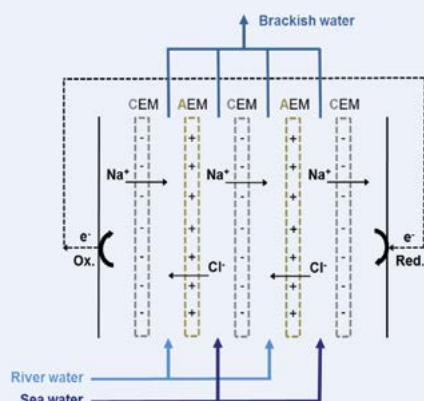 Brackish water
CEM AEM CEM AEM CEM
Na⁺ Na⁺ Na⁺
e⁻ e⁻
Ox. Cl⁻ Cl⁻ Red.
River water
Sea water